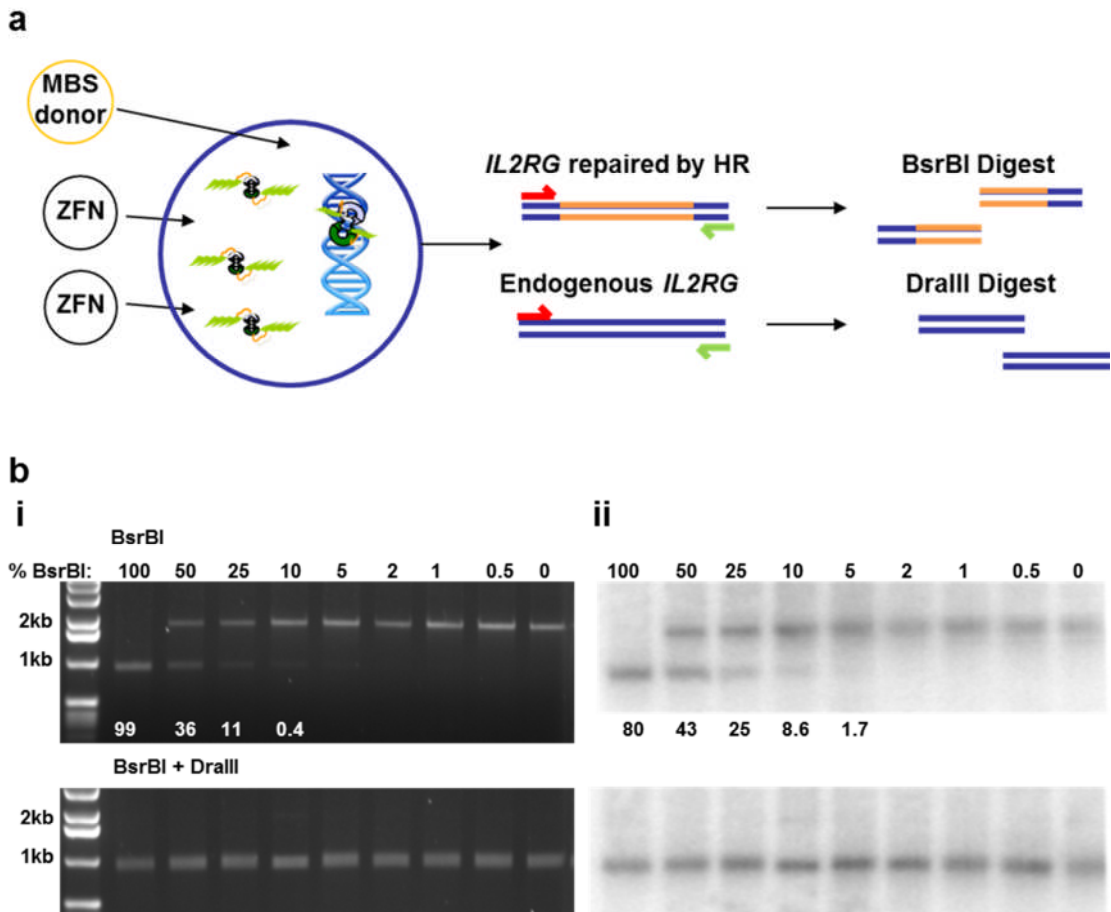 a
MBS
donor
ZFN
ZFN
IL2RG repaired by HR
BsrBI Digest
Endogenous IL2RG
DraIII Digest
b
i
ii
BsrBI
% BsrBI: 100 50 25 10 5 2 1 0.5 0
100 50 25 10 5 2 1 0.5 0
2kb
1kb
99 36 11 0.4
80 43 25 8.6 1.7
BsrBI + DraIII
2kb
1kb